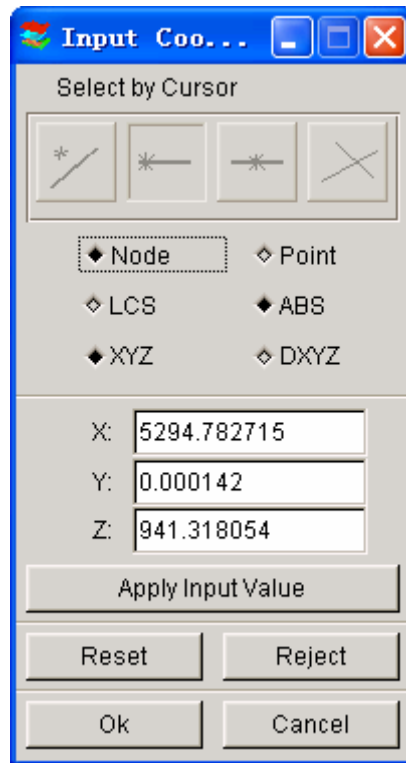 Input Coo...
Select by Cursor
Node Point
LCS ABS
XYZ DXYZ
X: 5294.782715
Y: 0.000142
Z: 941.318054
Apply Input Value
Reset Reject
Ok Cancel